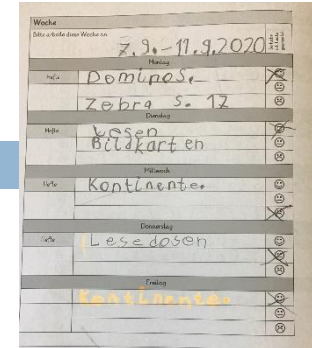 Woche
Bitte arbeite diese Woche an
7.9.-11.9.2020
Montag
Hefte
Dominos.
Zebra S. 17
Dienstag
Hefte
Lesen
Bildkarten
Mittwoch
Hefte
Kontinente.
Donnerstag
Hefte
Lesedosen
Freitag
Kontinente.